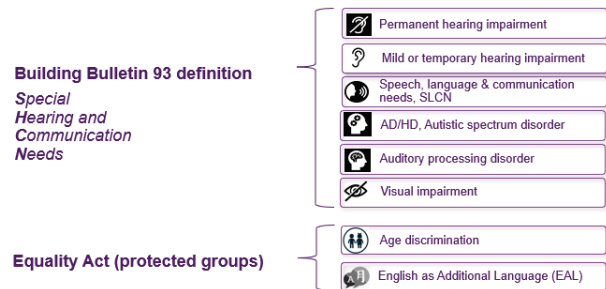 Permanent hearing impairment
Mild or temporary hearing impairment
Building Bulletin 93 definition
Special
Hearing and
Communication
Needs
Speech, language & communication
needs, SLCN
AD/HD, Autistic spectrum disorder
Auditory processing disorder
Visual impairment
Equality Act (protected groups)
Age discrimination
English as Additional Language (EAL)